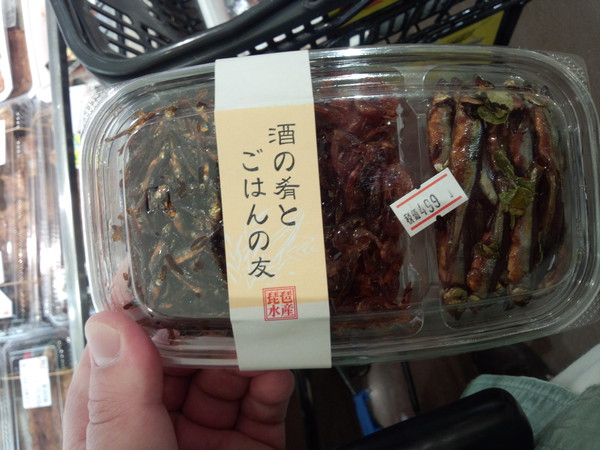 酒の肴と
ごはんの友
琵琶
水産
税込499